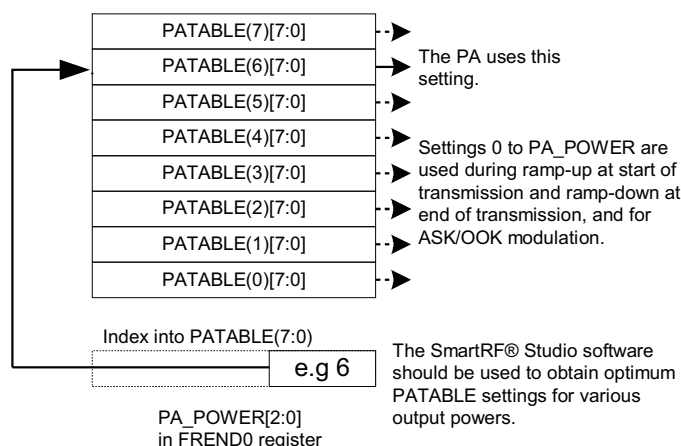 PATABLE(7)[7:0]
PATABLE(6)[7:0]
The PA uses this
setting.
PATABLE(5)[7:0]
PATABLE(4)[7:0]
PATABLE(3)[7:0]
PATABLE(2)[7:0]
PATABLE(1)[7:0]
PATABLE(0)[7:0]
Settings 0 to PA_POWER are
used during ramp-up at start of
transmission and ramp-down at
end of transmission, and for
ASK/OOK modulation.
Index into PATABLE(7:0)
e.g 6
PA_POWER[2:0]
in FREND0 register
The SmartRF® Studio software
should be used to obtain optimum
PATABLE settings for various
output powers.